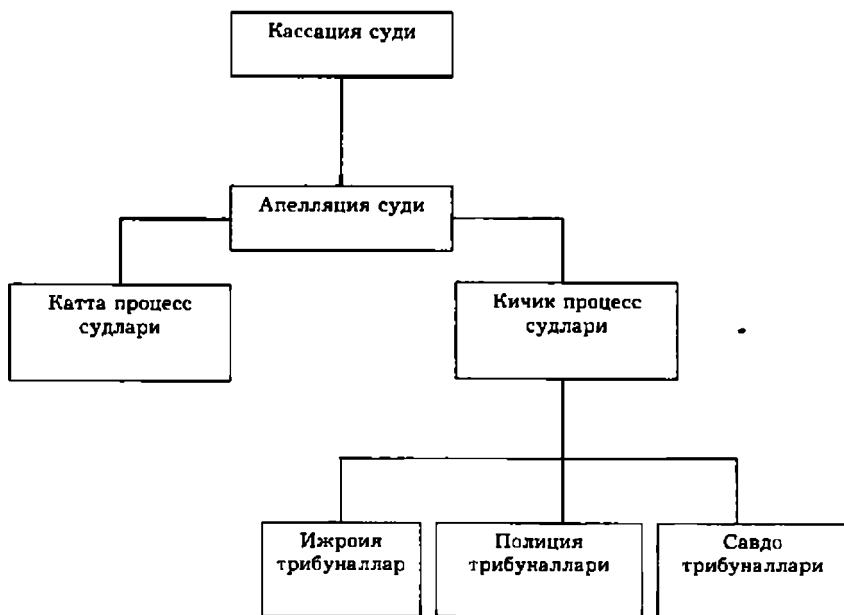 Кассация суди
Апелляция суди
Катта процесс
судлари
Кичик процесс
судлари
Ижроия
трибуналлар
Полиция
трибуналлари
Савдо
трибуналлари